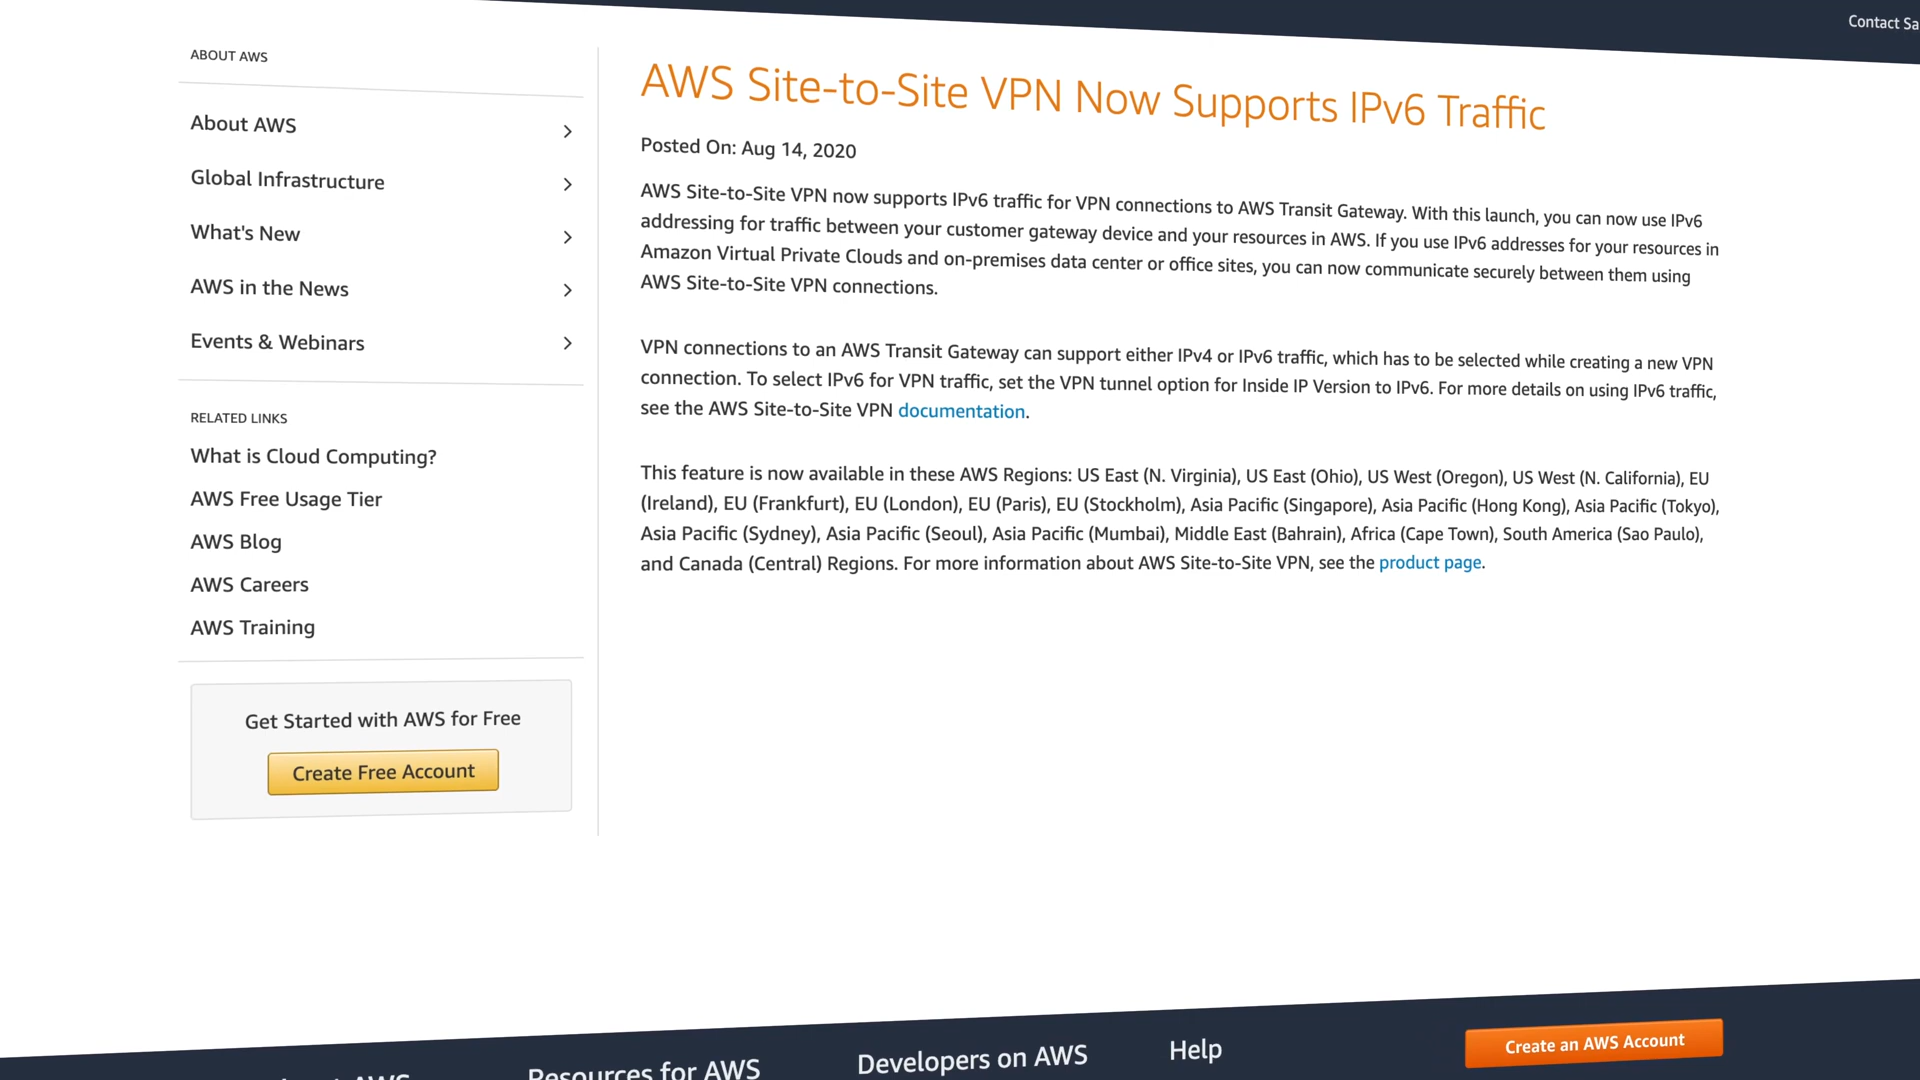 Contact Sa
ABOUT AWS
About AWS
Global Infrastructure
What's New
AWS in the News
Events & Webinars
RELATED LINKS
What is Cloud Computing?
AWS Free Usage Tier
AWS Blog
AWS Careers
AWS Training
Get Started with AWS for Free
Create Free Account
AWS Site-to-Site VPN Now Supports IPv6 Traffic
Posted On: Aug 14, 2020
AWS Site-to-Site VPN now supports IPv6 traffic for VPN connections to AWS Transit Gateway. With this launch, you can now use IPv6
addressing for traffic between your customer gateway device and your resources in AWS. If you use IPv6 addresses for your resources in
Amazon Virtual Private Clouds and on-premises data center or office sites, you can now communicate securely between them using
AWS Site-to-Site VPN connections.
VPN connections to an AWS Transit Gateway can support either IPv4 or IPv6 traffic, which has to be selected while creating a new VPN
connection. To select IPv6 for VPN traffic, set the VPN tunnel option for Inside IP Version to IPv6. For more details on using IPv6 traffic,
see the AWS Site-to-Site VPN documentation.
This feature is now available in these AWS Regions: US East (N. Virginia), US East (Ohio), US West (Oregon), US West (N. California), EU
(Ireland), EU (Frankfurt), EU (London), EU (Paris), EU (Stockholm), Asia Pacific (Singapore), Asia Pacific (Hong Kong), Asia Pacific (Tokyo),
Asia Pacific (Sydney), Asia Pacific (Seoul), Asia Pacific (Mumbai), Middle East (Bahrain), Africa (Cape Town), South America (Sao Paulo),
and Canada (Central) Regions. For more information about AWS Site-to-Site VPN, see the product page.
AWS
Resources for AWS
Developers on AWS
Help
Create an AWS Account